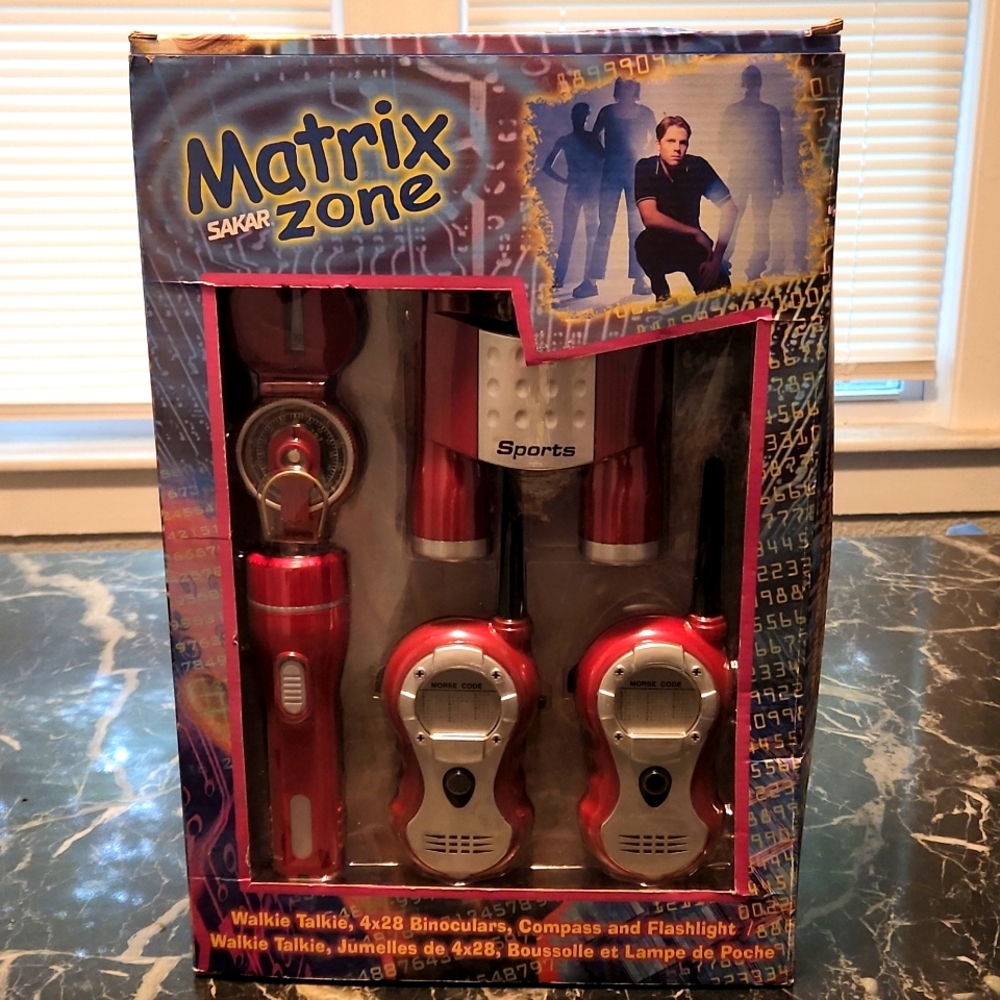 Matrix
SAKAR zone
Sports
MORSE CODE
MORSE CODE
Walkie Talkie, 4x28 Binoculars, Compass and Flashlight
Walkie Talkie, Jumelles de 4x28, Boussolle et Lampe de Poche